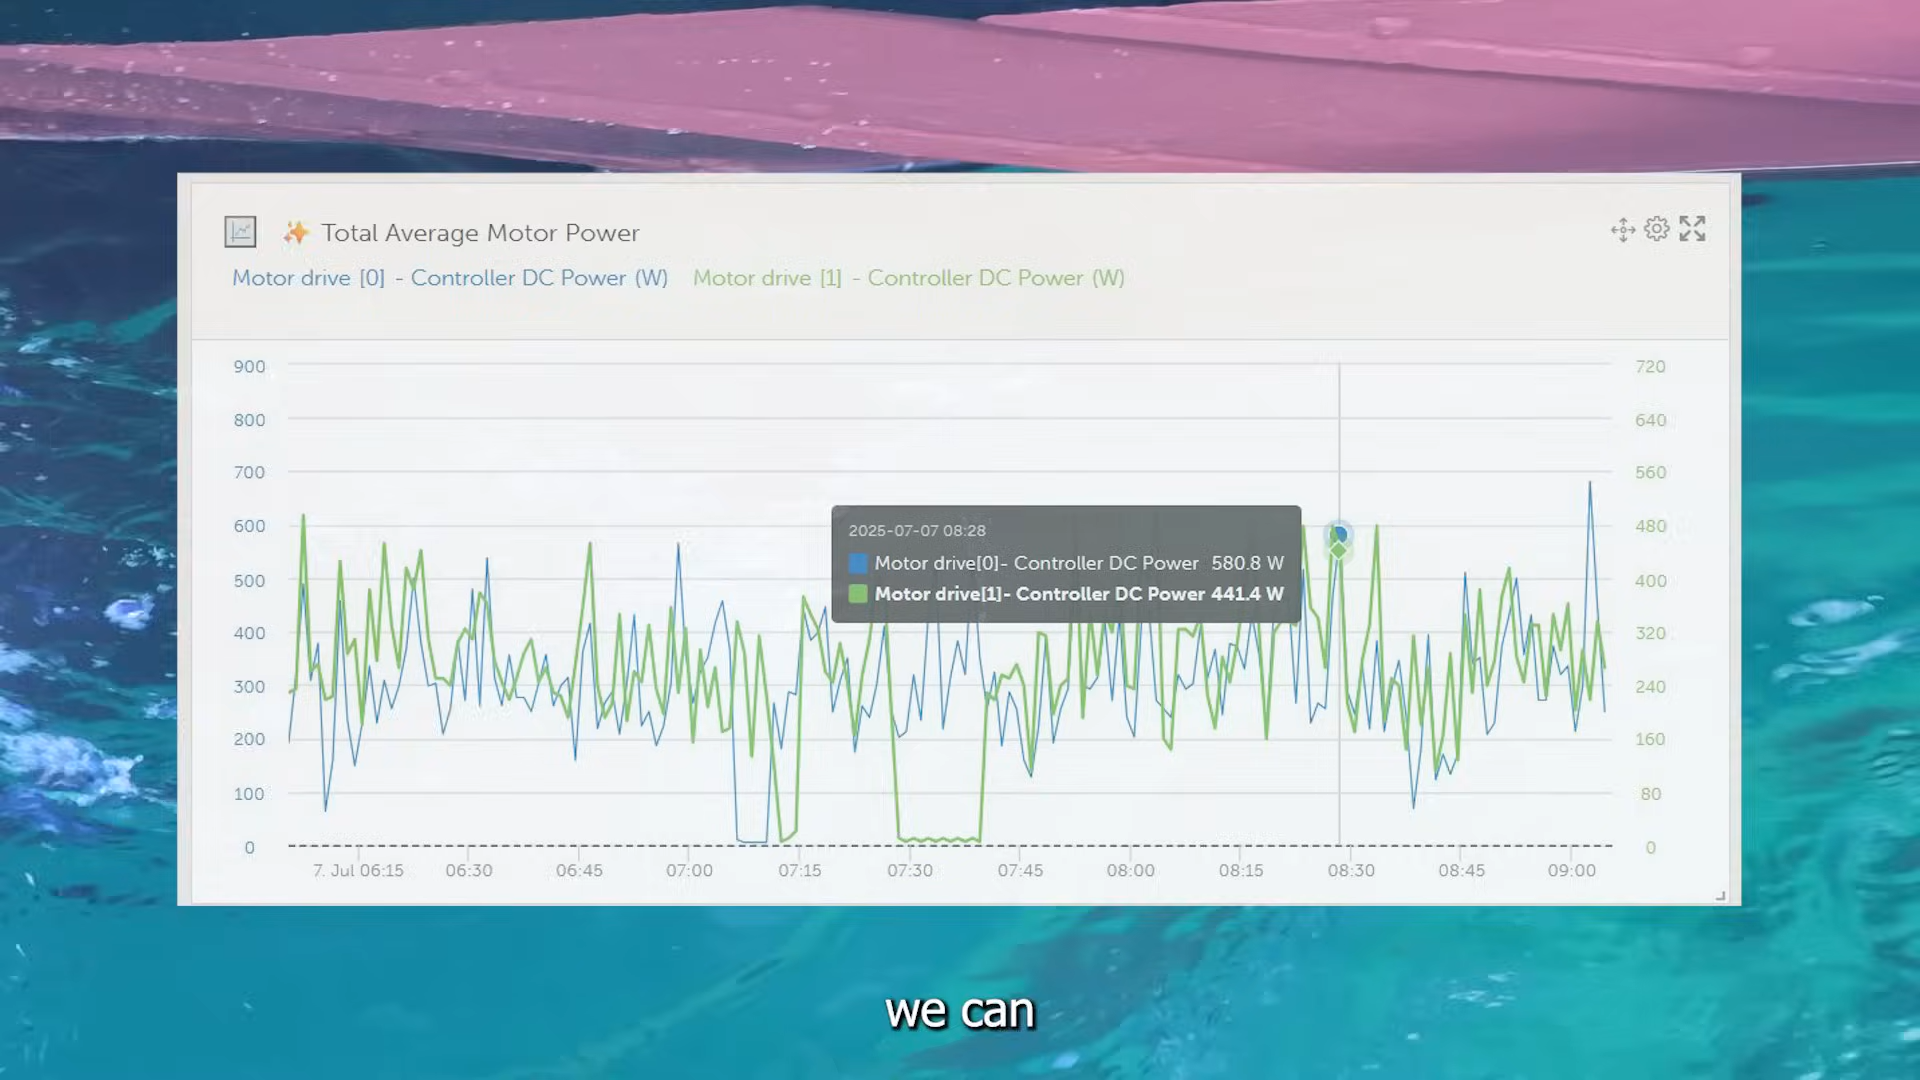 Total Average Motor Power
Motor drive [0] - Controller DC Power (W) Motor drive [1] - Controller DC Power (W)
900 720
800 640
700 560
600 480
500 400
400 320
300 240
200 160
100 80
0 0
2025-07-07 08:28
Motor drive[0]- Controller DC Power 580.8 W
Motor drive[1]- Controller DC Power 441.4 W
7. Jul 06:15 06:30 06:45 07:00 07:15 07:30 07:45 08:00 08:15 08:30 08:45 09:00
we can